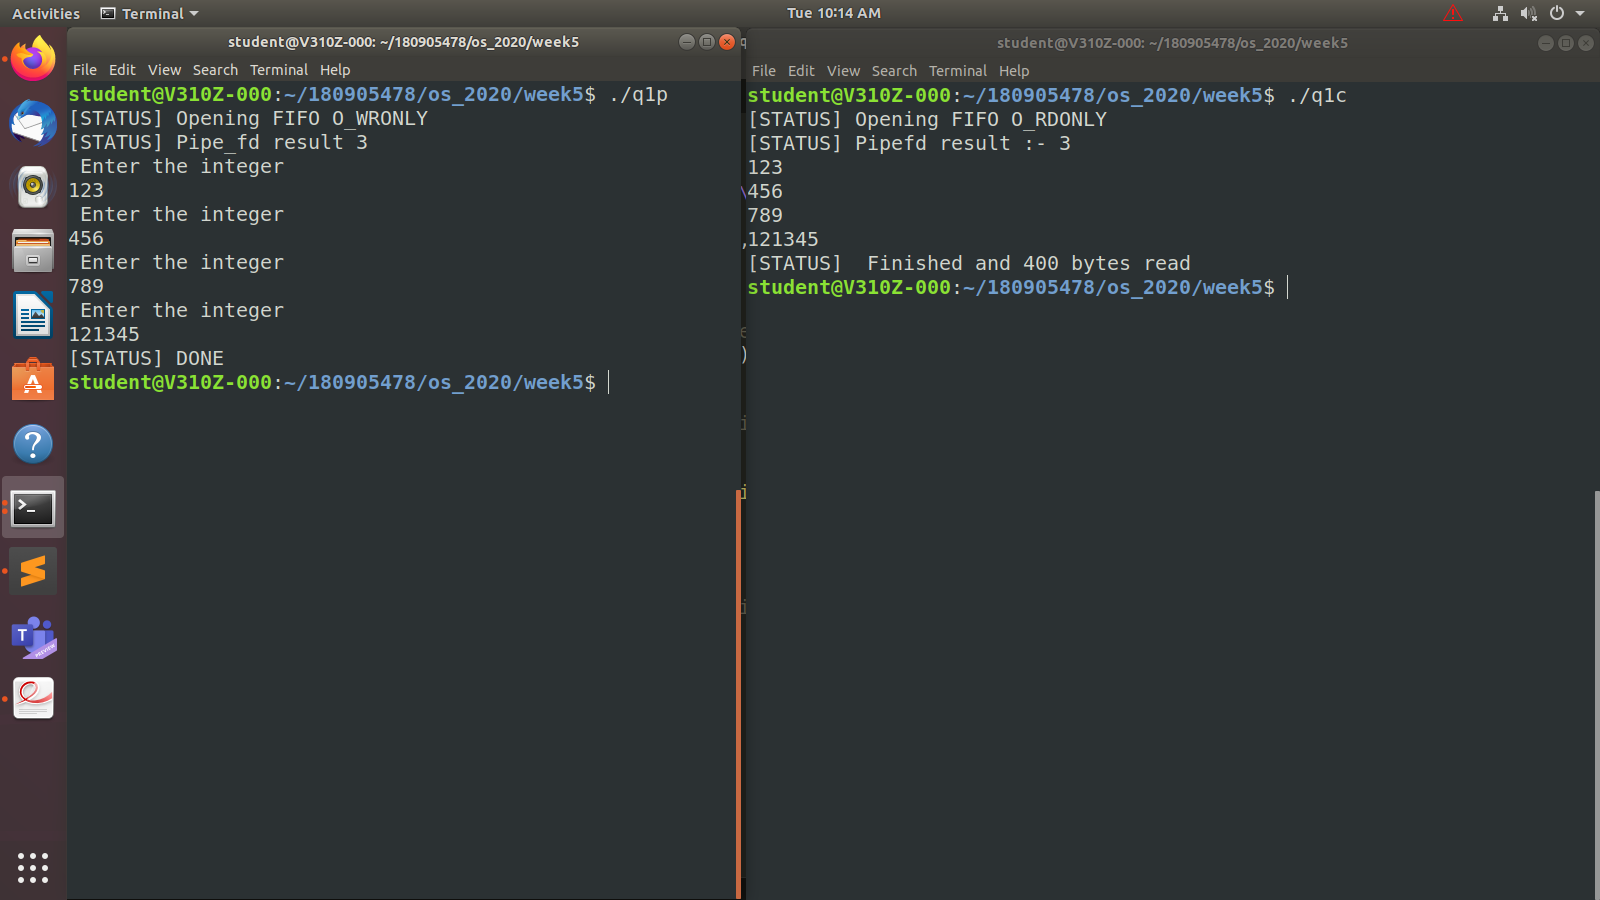 Activities Terminal Tue 10:14 AM
student@V310Z-000: ~/180905478/os_2020/week5
File Edit View Search Terminal Help
student@V310Z-000:~/180905478/os_2020/week5$ ./q1p
[STATUS] Opening FIFO O_WRONLY
[STATUS] Pipe_fd result 3
 Enter the integer
123
 Enter the integer
456
 Enter the integer
789
 Enter the integer
121345
[STATUS] DONE
student@V310Z-000:~/180905478/os_2020/week5$
student@V310Z-000: ~/180905478/os_2020/week5
File Edit View Search Terminal Help
student@V310Z-000:~/180905478/os_2020/week5$ ./q1c
[STATUS] Opening FIFO O_RDONLY
[STATUS] Pipefd result :- 3
123
456
789
121345
[STATUS]  Finished and 400 bytes read
student@V310Z-000:~/180905478/os_2020/week5$